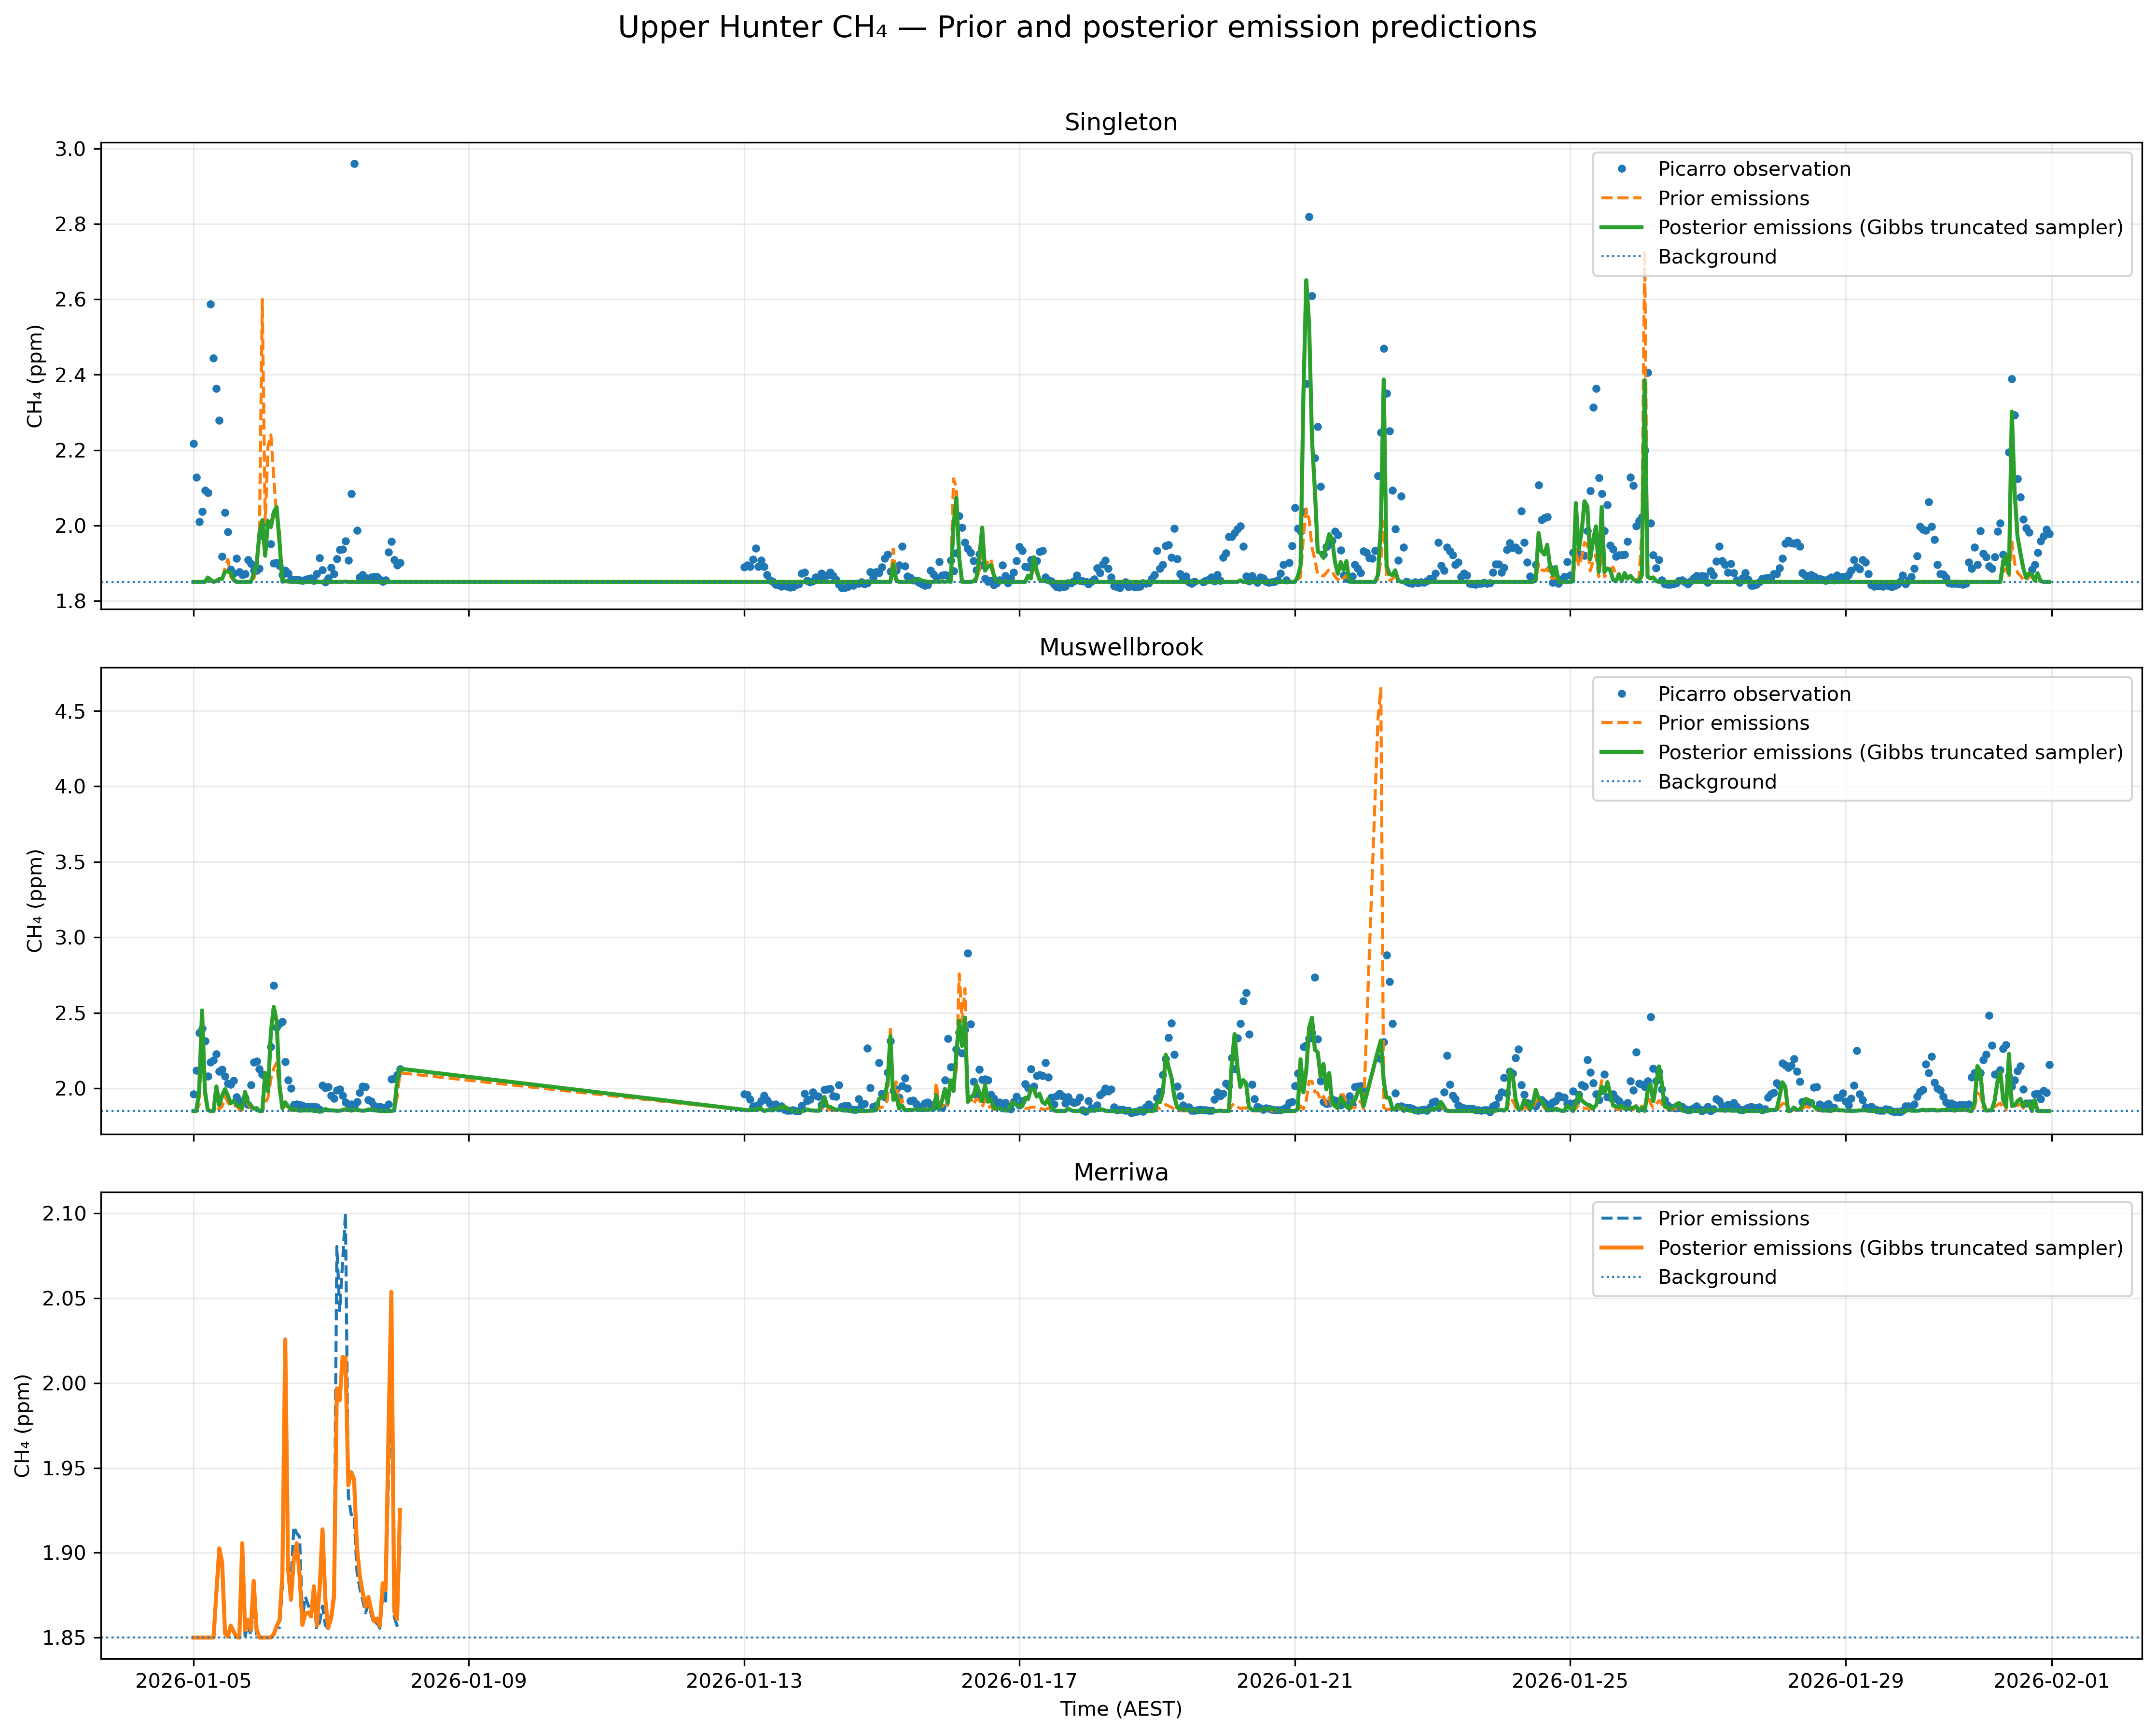 Upper Hunter CH₄ — Prior and posterior emission predictions
Singleton
3.0
2.8
2.6
2.4
2.2
2.0
1.8
CH₄ (ppm)
Picarro observation
Prior emissions
Posterior emissions (Gibbs truncated sampler)
Background
Muswellbrook
4.5
4.0
3.5
3.0
2.5
2.0
CH₄ (ppm)
Picarro observation
Prior emissions
Posterior emissions (Gibbs truncated sampler)
Background
Merriwa
2.10
2.05
2.00
1.95
1.90
1.85
CH₄ (ppm)
Prior emissions
Posterior emissions (Gibbs truncated sampler)
Background
2026-01-05 2026-01-09 2026-01-13 2026-01-17 2026-01-21 2026-01-25 2026-01-29 2026-02-01
Time (AEST)